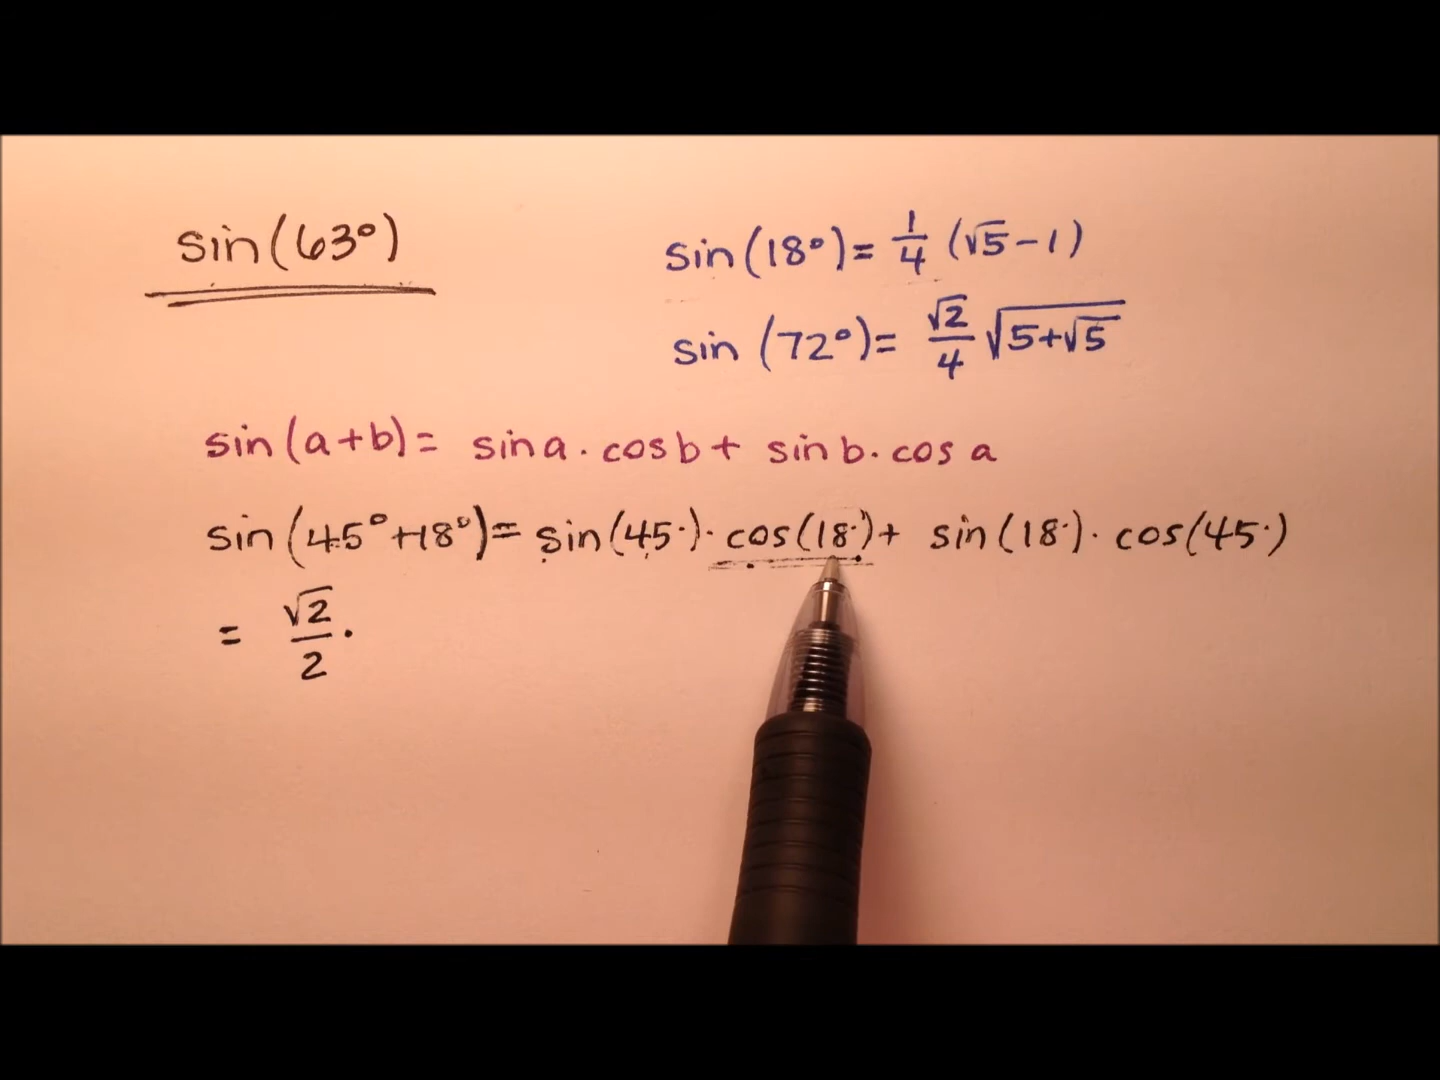 sin(63°)
sin(18°)= 1/4 (√5-1)
sin(72°)= √2/4 √(5+√5)
sin(a+b)= sin a · cos b + sin b · cos a
sin(45°+18°)= sin(45·) · cos(18·) + sin(18·) · cos(45·)
= √2/2 ·